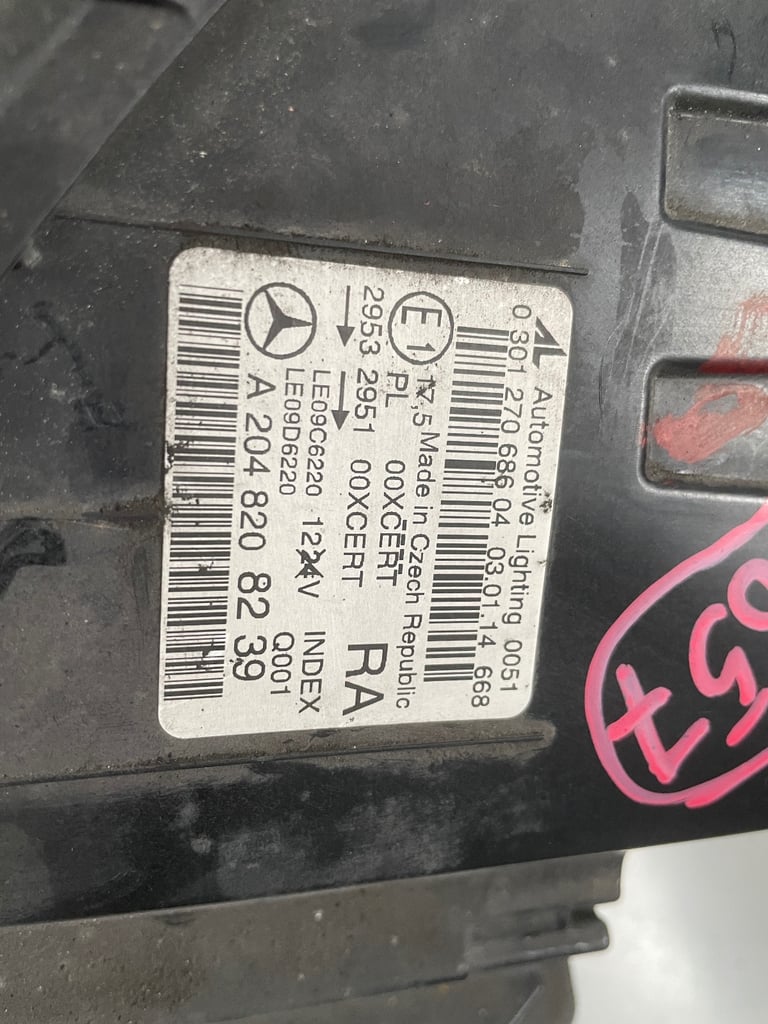 Automotive Lighting 0051
0 301 270 686 04 03.01.14 668
Made in Czech Republic
E1 17,5
PL 00XCERT
2953 2951 00XCERT RA
LE09C6220 12V INDEX
LE09D6220 Q001
A 204 820 82 39
57